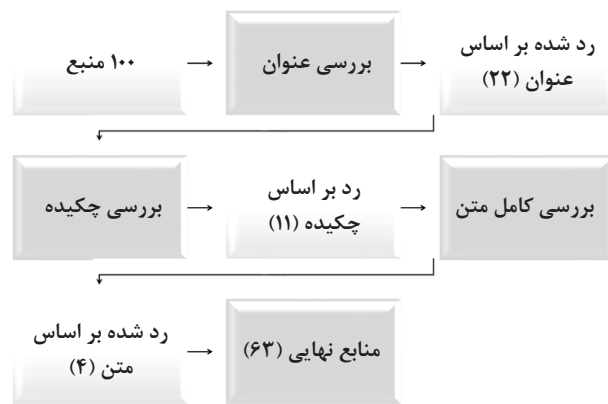 ۱۰۰ منبع
بررسی عنوان
رد شده بر اساس
عنوان (۲۲)
بررسی چکیده
رد بر اساس
چکیده (۱۱)
بررسی کامل متن
رد شده بر اساس
متن (۴)
منابع نهایی (۶۳)